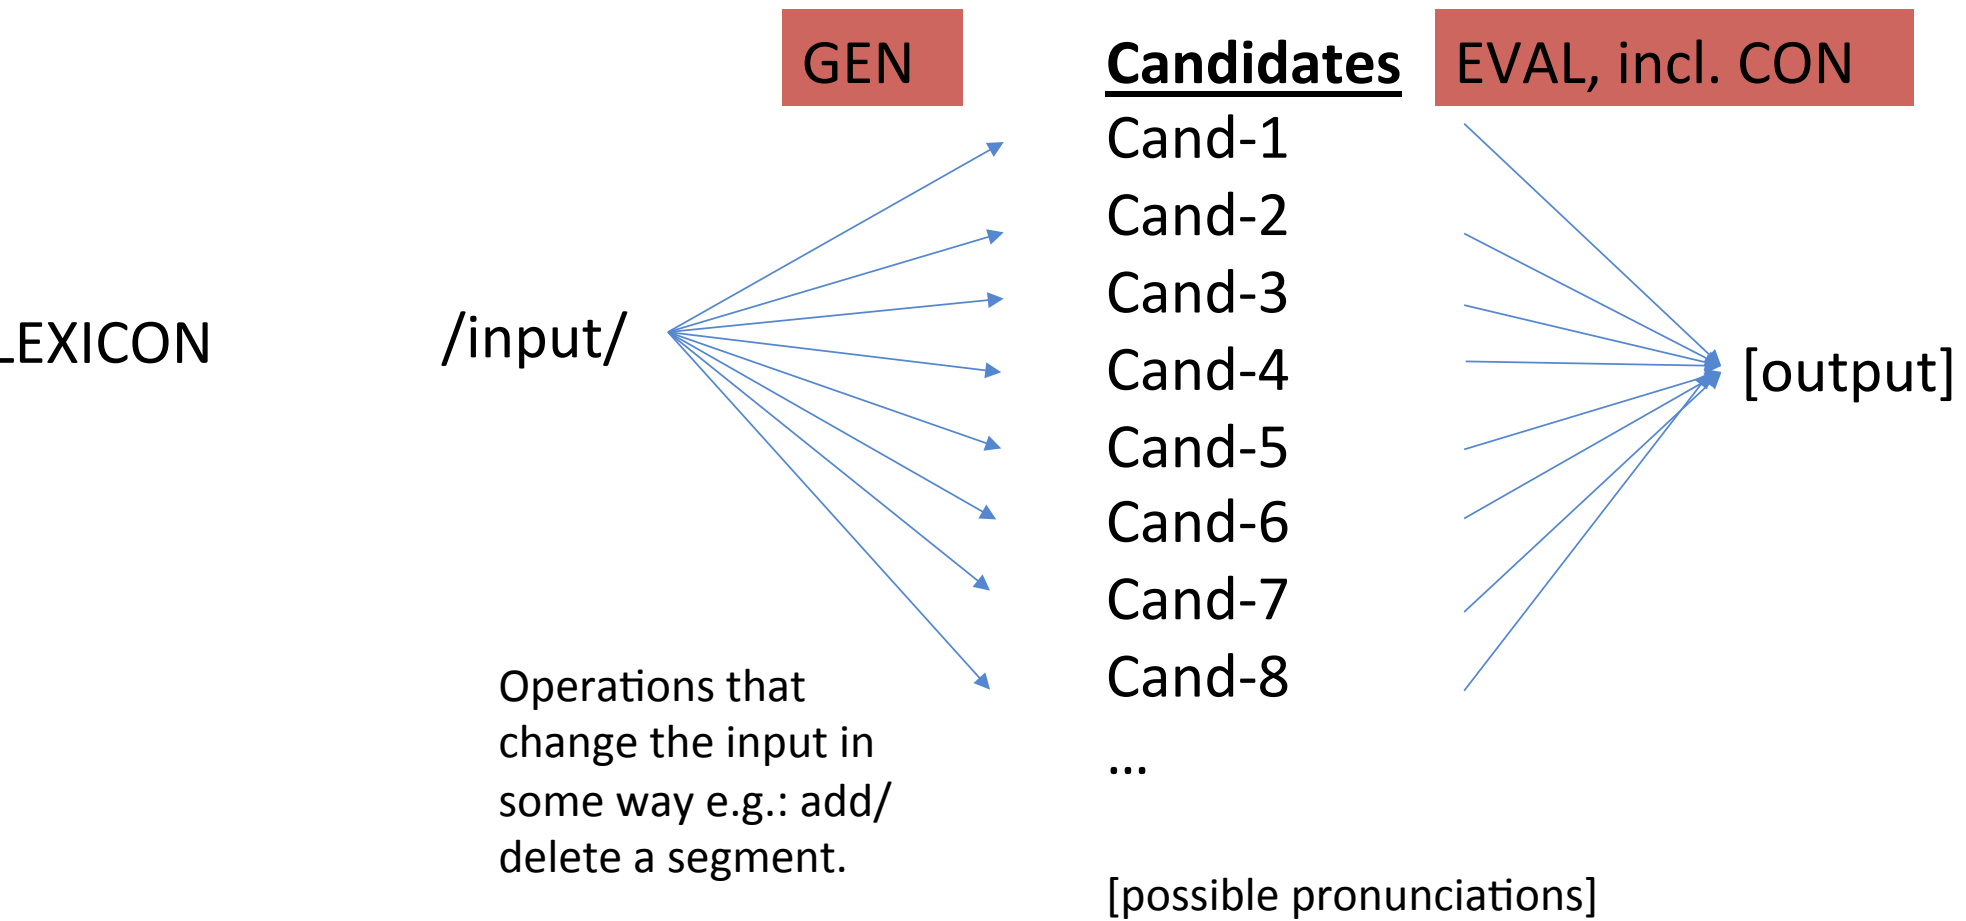 GEN
Candidates
EVAL, incl. CON
Cand-1
Cand-2
Cand-3
LEXICON
/input/
Cand-4
[output]
Cand-5
Cand-6
Cand-7
Cand-8
...
Operations that
change the input in
some way e.g.: add/
delete a segment.
[possible pronunciations]